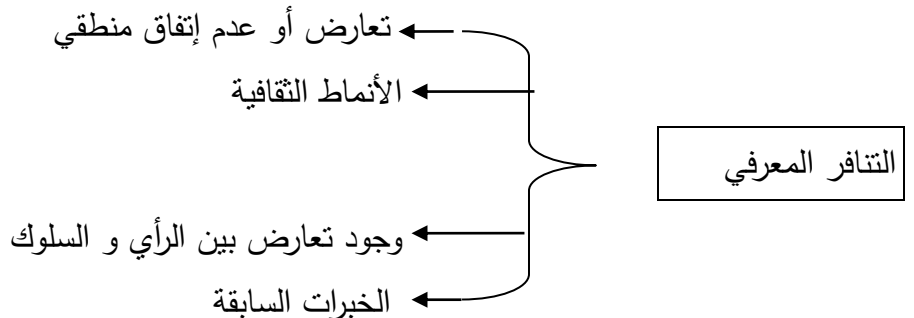 تعارض أو عدم إتفاق منطقي
الأنماط الثقافية
التنافر المعرفي
وجود تعارض بين الرأي و السلوك
الخبرات السابقة